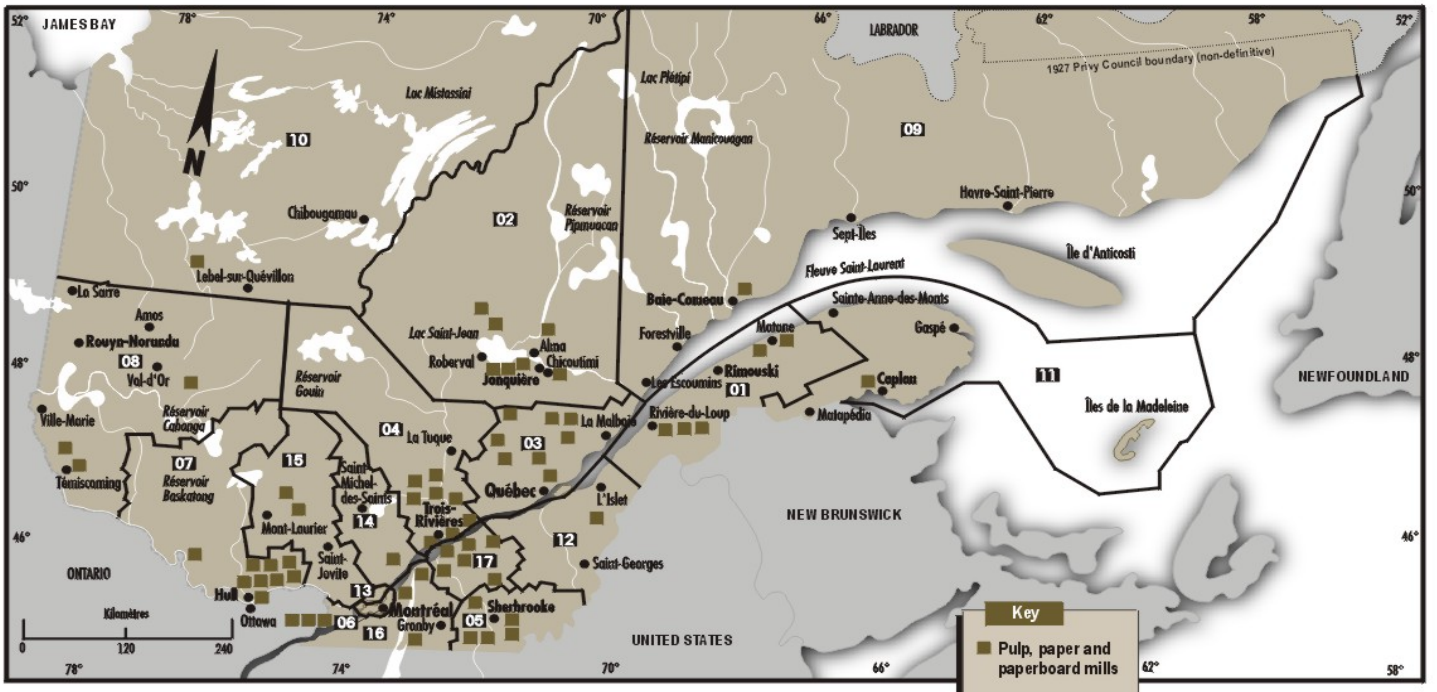 52° 78° 74° 70° 66° 62° 58° 52°
JAMES BAY
LABRADOR
1927 Privy Council boundary (non-definitive)
Lac Plétipi
Lac Mistassini
N
10
Réservoir Manicouagan
09
50° 50°
Havre-Saint-Pierre
Chibougamau
02
Réservoir
Pipmuacan
Sept-Îles
Île d'Anticosti
Fleuve Saint-Laurent
Lebel-sur-Quévillon
La Sarre
Baie-Comeau
Sainte-Anne-des-Monts
Amos
Lac Saint-Jean
Forestville
Matane
Gaspé
Rouyn-Noranda
Alma
Roberval
Chicoutimi
48° 48°
08
Val-d'Or
Réservoir
Gouin
Jonquière
Les Escoumins
Rimouski
01
Caplan
11
NEWFOUNDLAND
Ville-Marie
Réservoir
Cabonga
04
La Malbaie
Rivière-du-Loup
Matapédia
Îles de la Madeleine
La Tuque
03
07
15
Témiscaming
Réservoir
Baskatong
Saint-
Michel
-des-Saints
Québec
L'Islet
Mont-Laurier
14
Trois-
Rivières
NEW BRUNSWICK
46° 46°
12
Saint-
Jovite
17
Saint-Georges
ONTARIO
13
Hull
Montréal
Sherbrooke
Kilomètres
Ottawa
06
16
Granby
05
Key
UNITED STATES
0 120 240
Pulp, paper and
paperboard mills
78° 74° 70° 66° 62° 58°